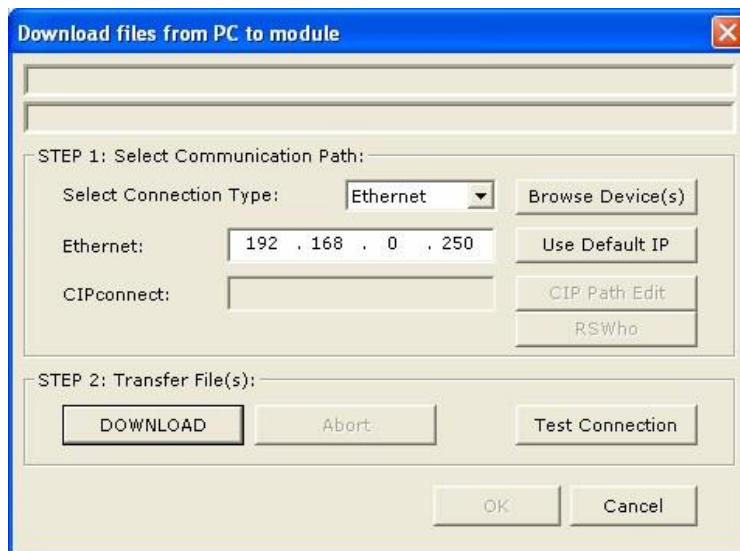 Download files from PC to module
STEP 1: Select Communication Path:
Select Connection Type:
Ethernet
Browse Device(s)
Ethernet:
192 . 168 . 0 . 250
Use Default IP
CIPconnect:
CIP Path Edit
RSWho
STEP 2: Transfer File(s):
DOWNLOAD
Abort
Test Connection
OK
Cancel